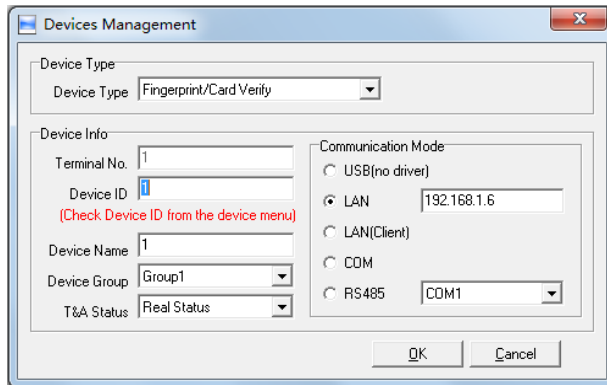 Devices Management
Device Type
Device Type Fingerprint/Card Verify
Device Info
Terminal No. 1
Device ID 1
(Check Device ID from the device menu)
Device Name 1
Device Group Group1
T&A Status Real Status
Communication Mode
USB(no driver)
LAN 192.168.1.6
LAN(Client)
COM
RS485 COM1
OK Cancel